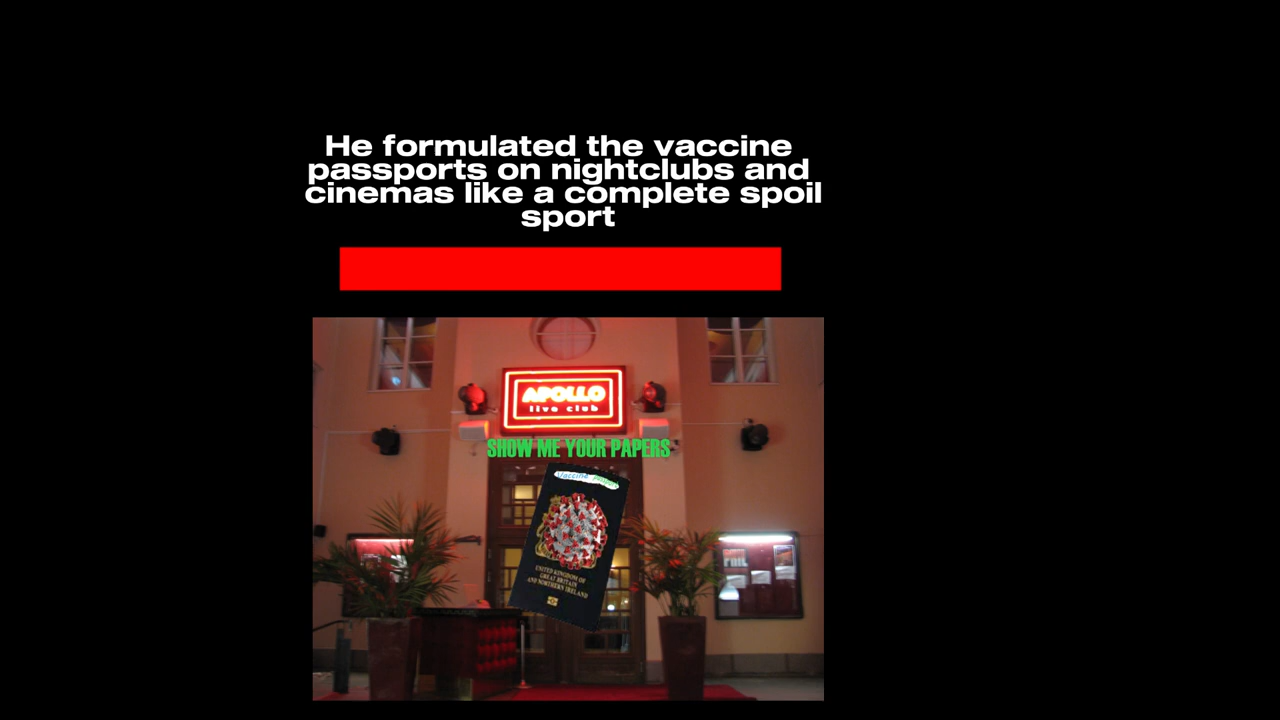 He formulated the vaccine
passports on nightclubs and
cinemas like a complete spoil
sport
APOLLO
live club
SHOW ME YOUR PAPERS
Vaccine passport
UNITED KINGDOM OF
GREAT BRITAIN
AND NORTHERN IRELAND